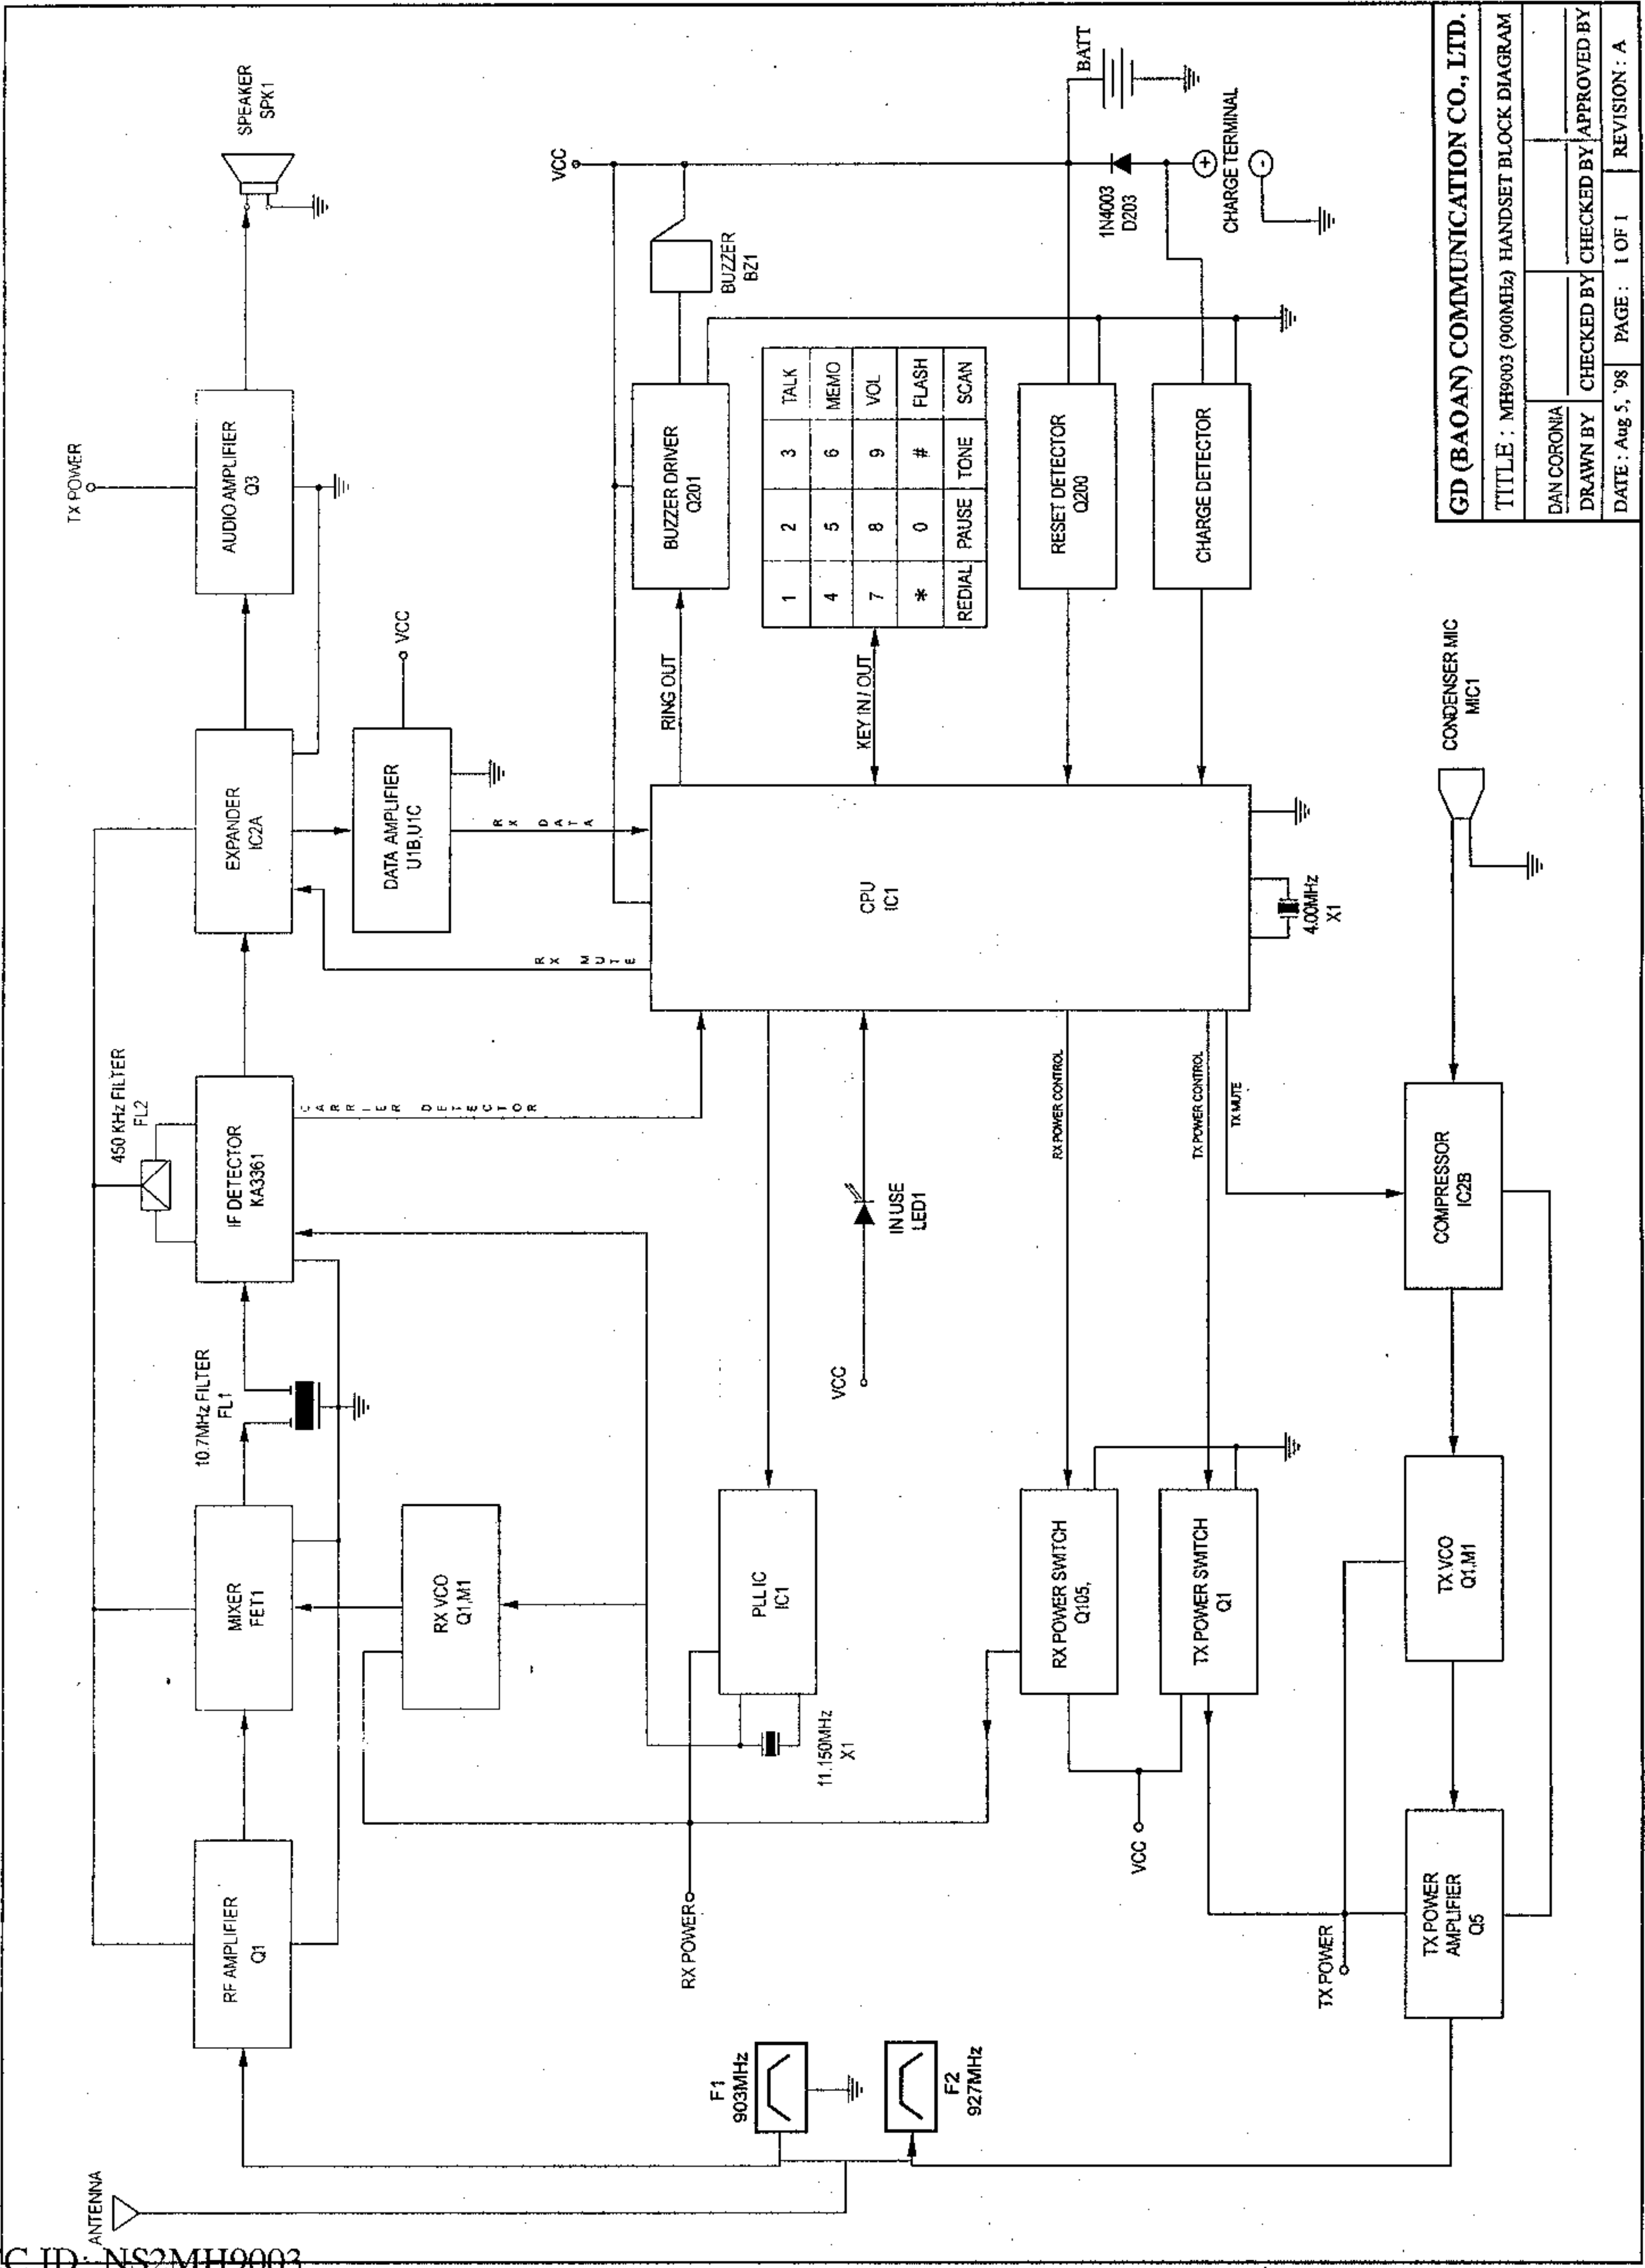 ANTENNA
F1
903MHz
F2
927MHz
RF AMPLIFIER
Q1
MIXER
FET1
10.7MHz FILTER
FL1
450 KHz FILTER
FL2
IF DETECTOR
KA3361
EXPANDER
IC2A
AUDIO AMPLIFIER
Q3
TX POWER
SPEAKER
SPK1
RX VCO
Q1,M1
CARRIER DETECTOR
RX MUTE
RX DATA
DATA AMPLIFIER
U1B,U1C
VCC
RX POWER
PLL IC
IC1
11.150MHz
X1
VCC
IN USE
LED1
CPU
IC1
4.00MHz
X1
RING OUT
BUZZER DRIVER
Q201
BUZZER
BZ1
VCC
KEY IN / OUT
1 2 3 TALK
4 5 6 MEMO
7 8 9 VOL
* 0 # FLASH
REDIAL PAUSE TONE SCAN
RESET DETECTOR
Q200
CHARGE DETECTOR
BATT
1N4003
D203
CHARGE TERMINAL
+
-
RX POWER CONTROL
RX POWER SWITCH
Q105,
TX POWER CONTROL
TX MUTE
TX POWER SWITCH
Q1
VCC
TX POWER
TX POWER
AMPLIFIER
Q5
TX VCO
Q1,M1
COMPRESSOR
IC2B
CONDENSER MIC
MIC1
GD (BAOAN) COMMUNICATION CO., LTD.
TITLE : MH9003 (900MHz) HANDSET BLOCK DIAGRAM
DAN CORONIA
DRAWN BY CHECKED BY CHECKED BY APPROVED BY
DATE : Aug 5, '98 PAGE : 1 OF 1 REVISION : A
C ID: NS2MH9003